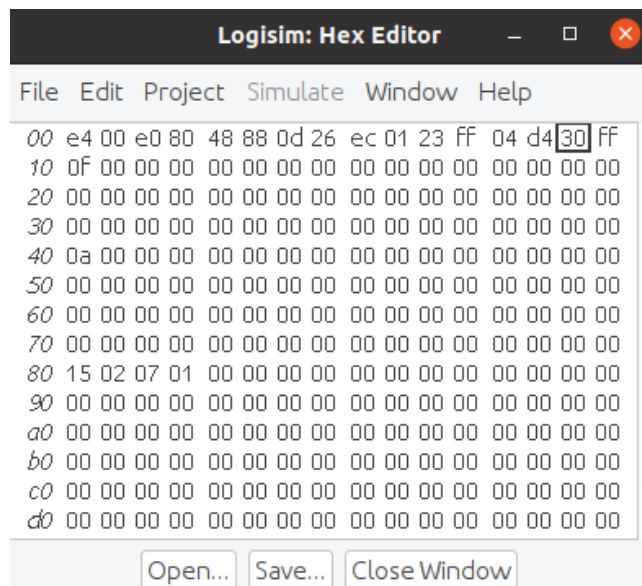 Logisim: Hex Editor
File Edit Project Simulate Window Help
00 e4 00 e0 80 48 88 0d 26 ec 01 23 ff 04 d4 30 ff
10 0f 00 00 00 00 00 00 00 00 00 00 00 00 00 00 00
20 00 00 00 00 00 00 00 00 00 00 00 00 00 00 00 00
30 00 00 00 00 00 00 00 00 00 00 00 00 00 00 00 00
40 0a 00 00 00 00 00 00 00 00 00 00 00 00 00 00 00
50 00 00 00 00 00 00 00 00 00 00 00 00 00 00 00 00
60 00 00 00 00 00 00 00 00 00 00 00 00 00 00 00 00
70 00 00 00 00 00 00 00 00 00 00 00 00 00 00 00 00
80 15 02 07 01 00 00 00 00 00 00 00 00 00 00 00 00
90 00 00 00 00 00 00 00 00 00 00 00 00 00 00 00 00
a0 00 00 00 00 00 00 00 00 00 00 00 00 00 00 00 00
b0 00 00 00 00 00 00 00 00 00 00 00 00 00 00 00 00
c0 00 00 00 00 00 00 00 00 00 00 00 00 00 00 00 00
d0 00 00 00 00 00 00 00 00 00 00 00 00 00 00 00 00
Open... Save... Close Window